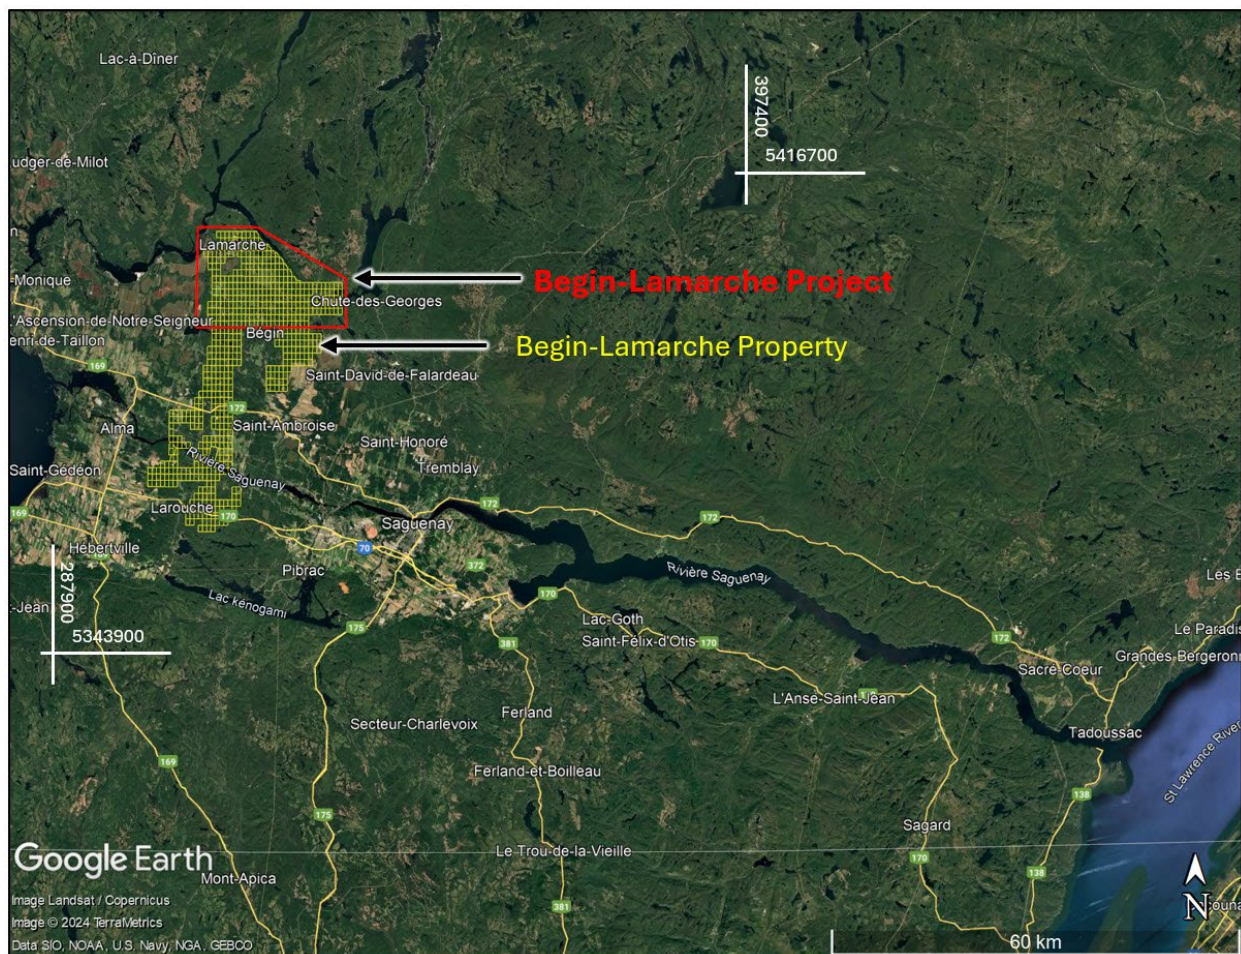 Lac-à-Dîner
397400
5416700
udger-de-Milot
Lamarche
Begin-Lamarche Project
Monique
Chute-des-Georges
L'Ascension de-Notre-Seigneur
Bégin
enri-de-Taillon
Begin-Lamarche Property
169
Saint-David-de-Falardeau
172
Alma
Saint-Ambroise
Saint-Honoré
Tremblay
Saint-Gédéon
Rivière Saguenay
169
Larouche
170
172
Saguenay
172
Hébertville
70
372
Pibrac
Rivière Saguenay
Les E
287900
t-Jean
Lac kénogami
170
Lac-Goth
175
Le Paradis
5343900
381
Saint-Félix-d'Otis
170
172
Sacré-Coeur
Grandes-Bergeronn
L'Anse-Saint-Jean
Secteur-Charlevoix
Ferland
Tadoussac
169
Ferland-et-Boilleau
St Lawrence River
138
175
Sagard
Google Earth
Le Trou-de-la-Vieille
170
Mont-Apica
138
N
Image Landsat / Copernicus
381
Image © 2024 TerraMetrics
Data SIO, NOAA, U.S. Navy, NGA, GEBCO
60 km